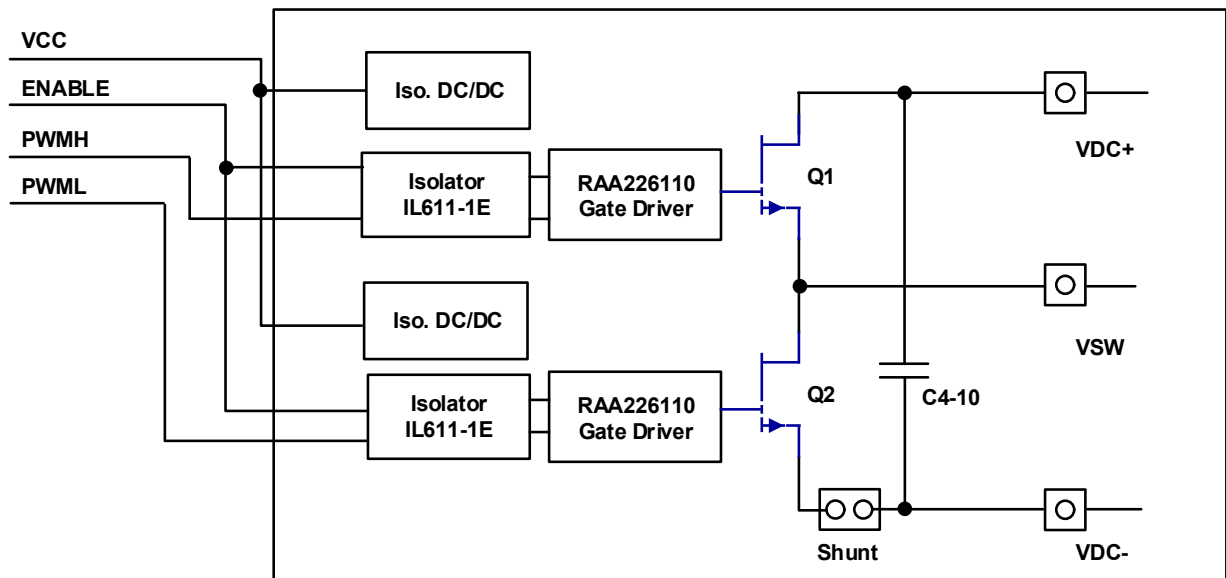 VCC
ENABLE
PWMH
PWML
Iso. DC/DC
Isolator
IL611-1E
RAA226110
Gate Driver
Q1
VDC+
Iso. DC/DC
VSW
Isolator
IL611-1E
RAA226110
Gate Driver
Q2
C4-10
Shunt
VDC-